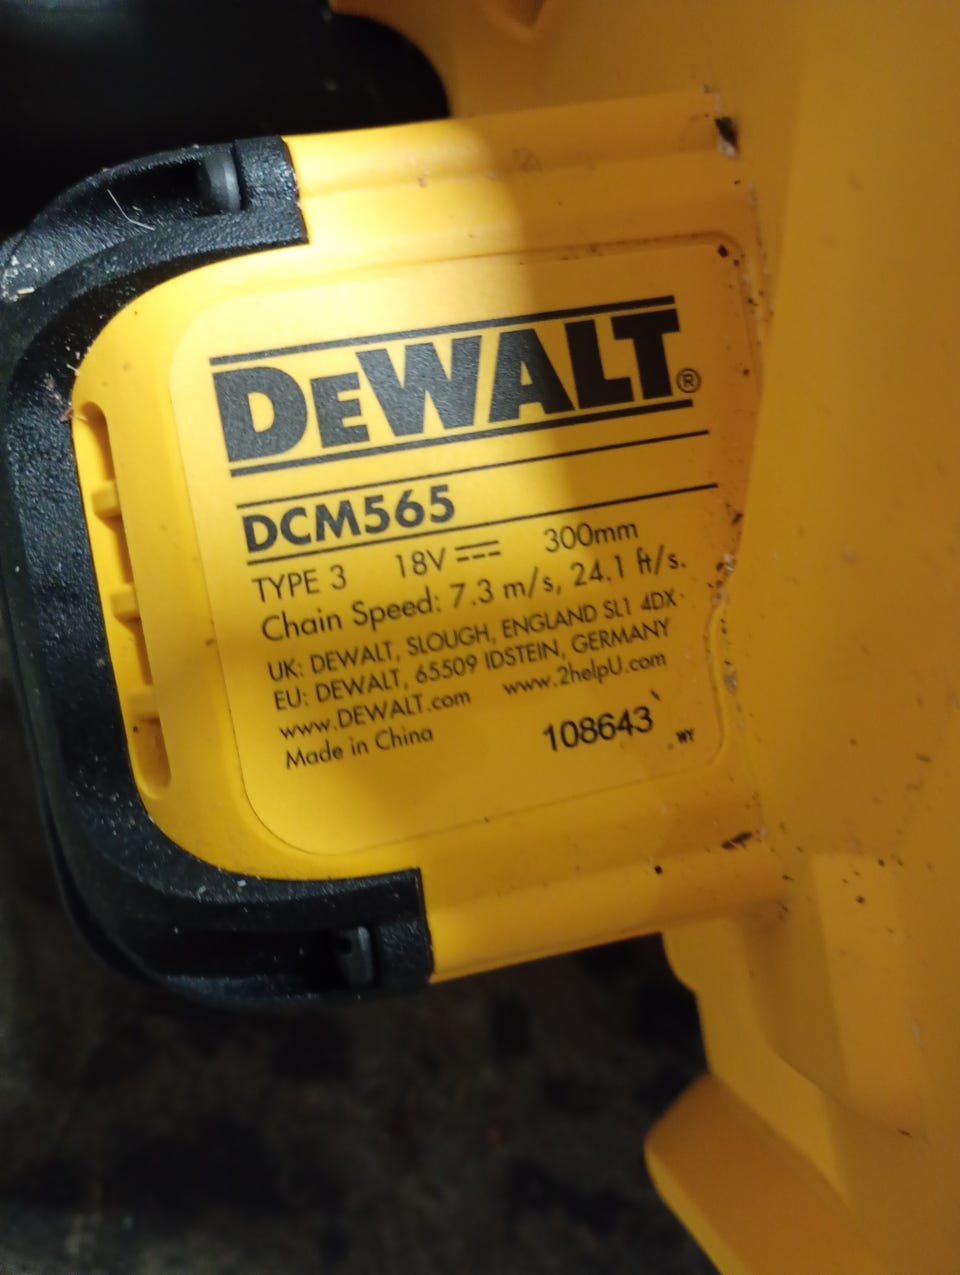 DEWALT®
DCM565
TYPE 3 18V 300mm
Chain Speed: 7.3 m/s, 24.1 ft/s.
UK: DEWALT, SLOUGH, ENGLAND SL1 4DX
EU: DEWALT, 65509 IDSTEIN, GERMANY
www.DEWALT.com www.2helpU.com
Made in China 108643 WY